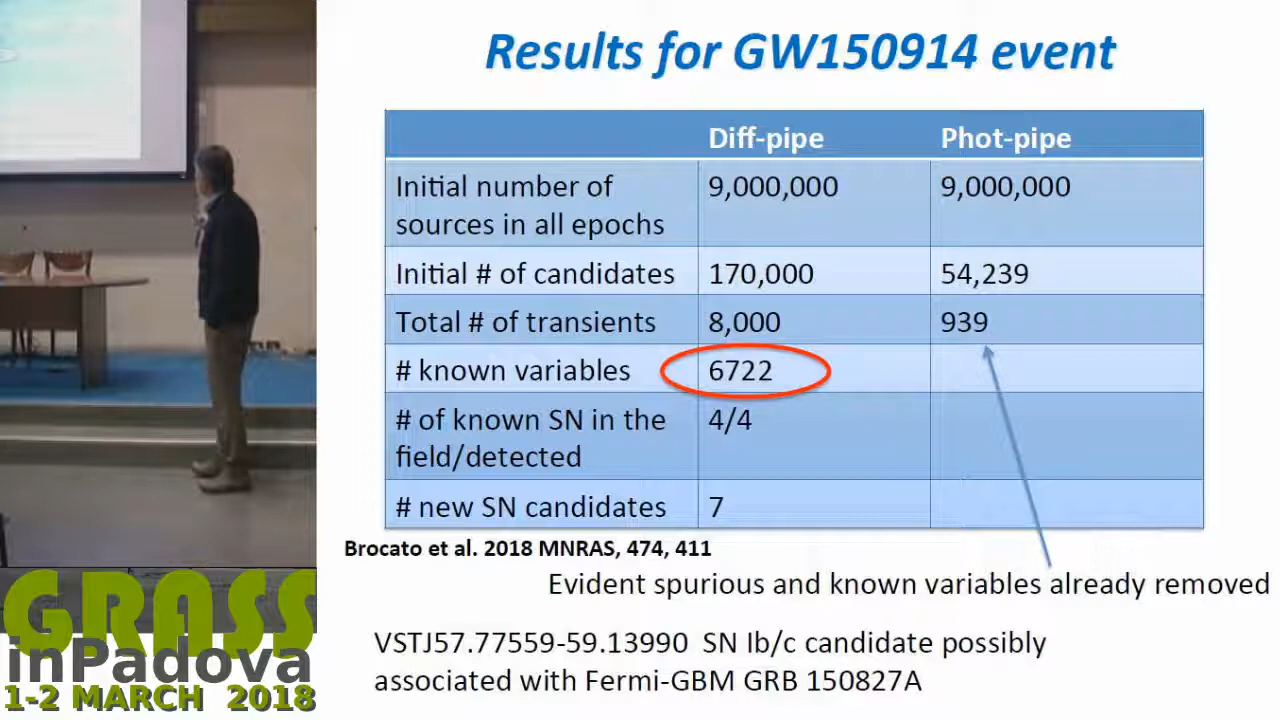 Results for GW150914 event
Diff-pipe Phot-pipe
Initial number of 9,000,000 9,000,000
sources in all epochs
Initial # of candidates 170,000 54,239
Total # of transients 8,000 939
# known variables 6722
# of known SN in the 4/4
field/detected
# new SN candidates 7
Brocato et al. 2018 MNRAS, 474, 411
Evident spurious and known variables already removed
VSTJ57.77559-59.13990 SN Ib/c candidate possibly
associated with Fermi-GBM GRB 150827A
GRASS
inPadova
1-2 MARCH 2018